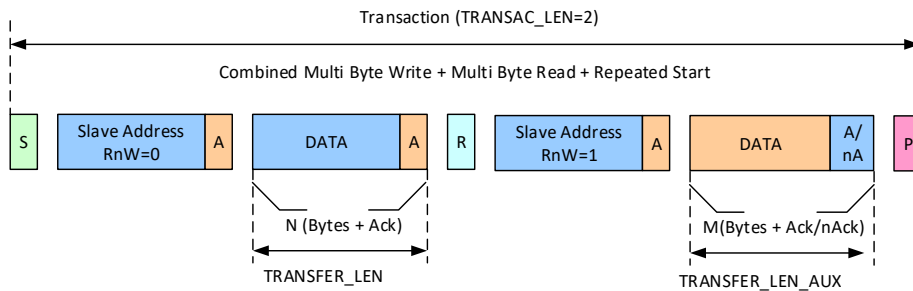 Transaction (TRANSAC_LEN=2)
Combined Multi Byte Write + Multi Byte Read + Repeated Start
S
Slave Address
RnW=0
A
DATA
A
R
Slave Address
RnW=1
A
DATA
A/
nA
P
N (Bytes + Ack)
M(Bytes + Ack/nAck)
TRANSFER_LEN
TRANSFER_LEN_AUX